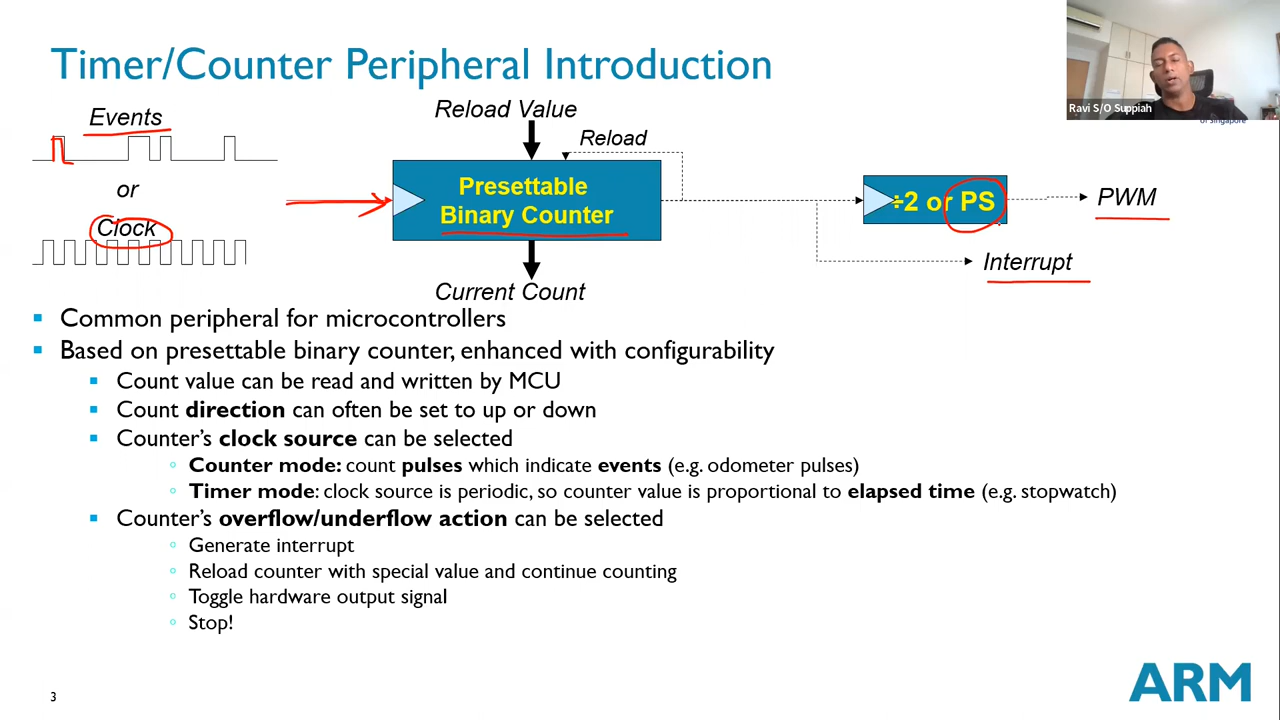 Timer/Counter Peripheral Introduction
Ravi S/O Suppiah
of Singapore
Events
or
Clock
Reload Value
Reload
Presettable
Binary Counter
Current Count
÷2 or PS
PWM
Interrupt
▪ Common peripheral for microcontrollers
▪ Based on presettable binary counter, enhanced with configurability
▪ Count value can be read and written by MCU
▪ Count direction can often be set to up or down
▪ Counter’s clock source can be selected
◦ Counter mode: count pulses which indicate events (e.g. odometer pulses)
◦ Timer mode: clock source is periodic, so counter value is proportional to elapsed time (e.g. stopwatch)
▪ Counter’s overflow/underflow action can be selected
◦ Generate interrupt
◦ Reload counter with special value and continue counting
◦ Toggle hardware output signal
◦ Stop!
3
ARM